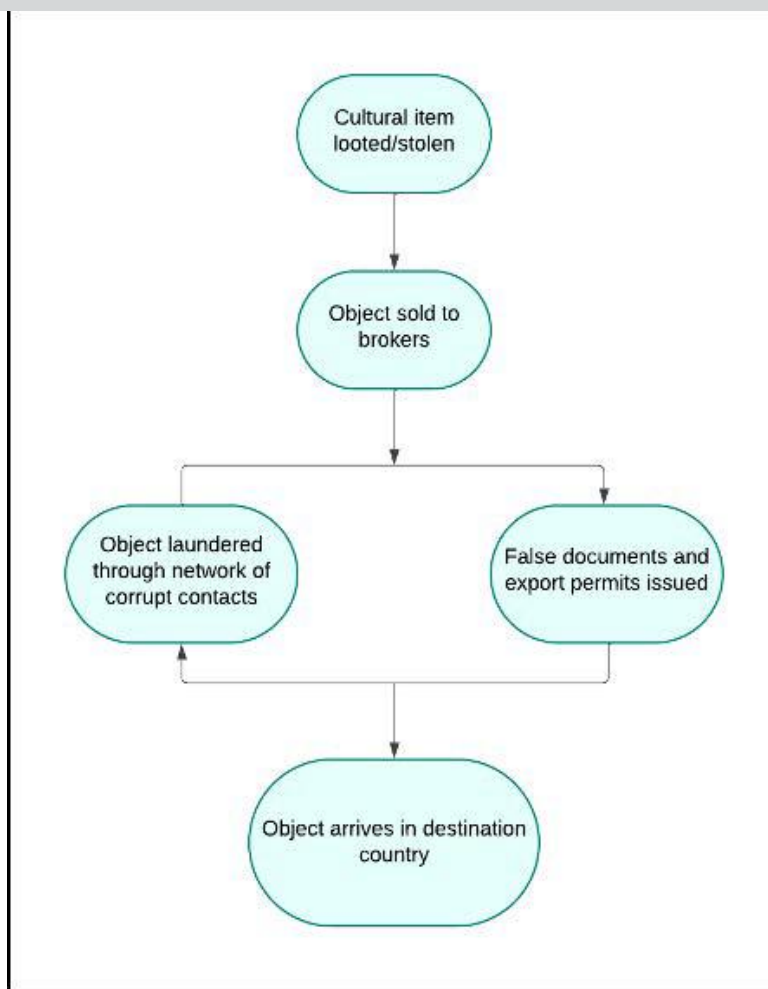 Cultural item
looted/stolen
Object sold to
brokers
Object laundered
through network of
corrupt contacts
False documents and
export permits issued
Object arrives in destination
country